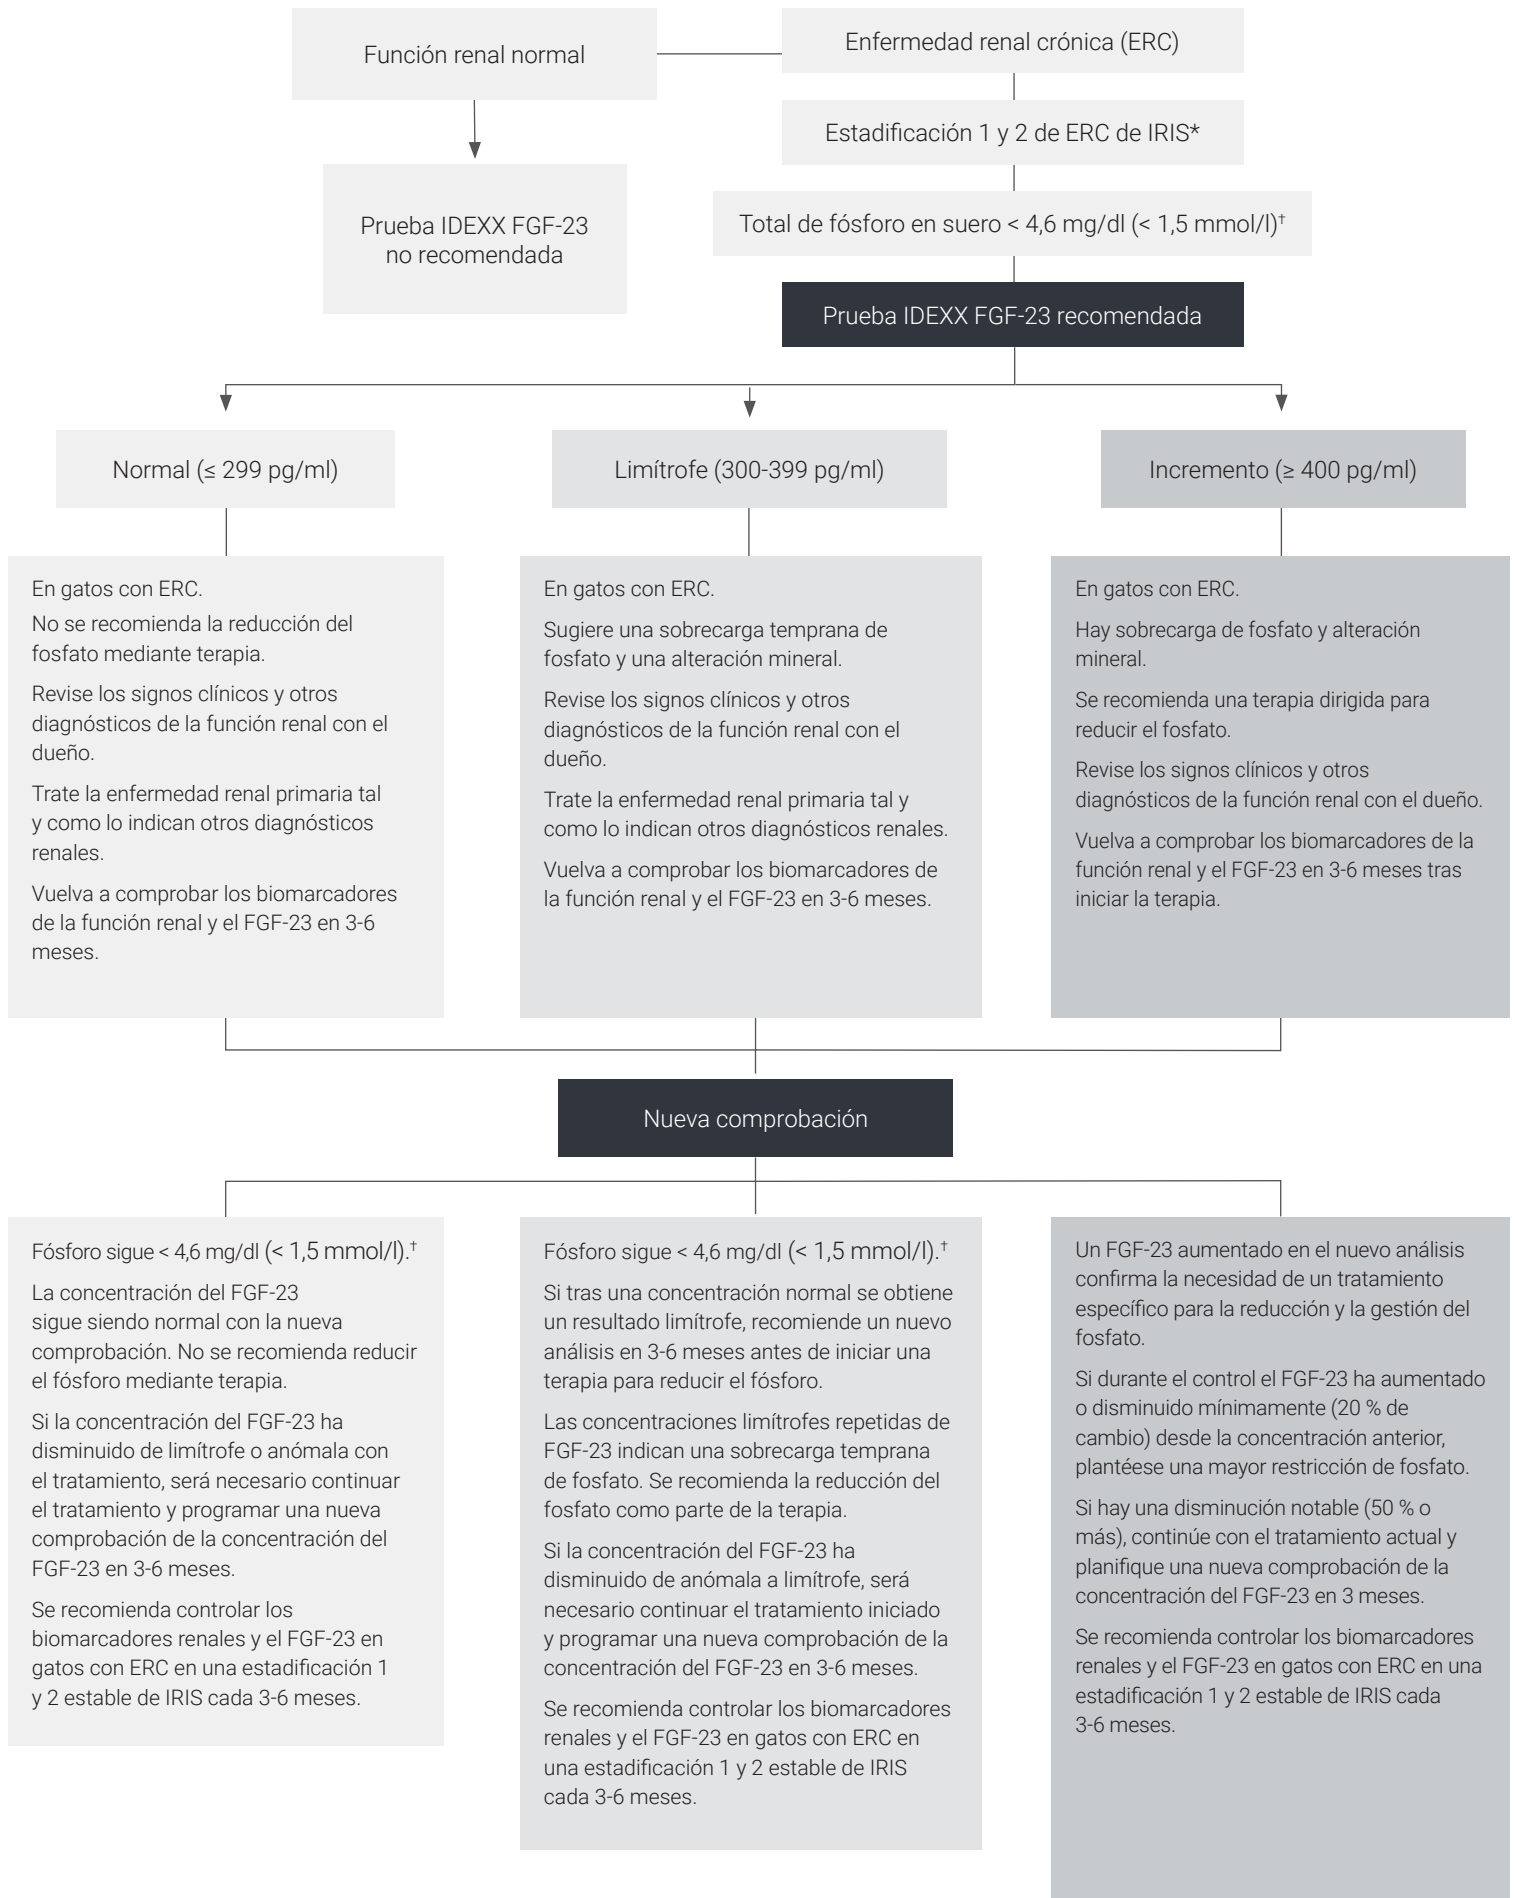 Función renal normal
Enfermedad renal crónica (ERC)
Estadificación 1 y 2 de ERC de IRIS*
Prueba IDEXX FGF-23
no recomendada
Total de fósforo en suero < 4,6 mg/dl (< 1,5 mmol/l)†
Prueba IDEXX FGF-23 recomendada
Normal (≤ 299 pg/ml)
Limítrofe (300-399 pg/ml)
Incremento (≥ 400 pg/ml)
En gatos con ERC.
No se recomienda la reducción del
fosfato mediante terapia.
Revise los signos clínicos y otros
diagnósticos de la función renal con el
dueño.
Trate la enfermedad renal primaria tal
y como lo indican otros diagnósticos
renales.
Vuelva a comprobar los biomarcadores
de la función renal y el FGF-23 en 3-6
meses.
En gatos con ERC.
Sugiere una sobrecarga temprana de
fosfato y una alteración mineral.
Revise los signos clínicos y otros
diagnósticos de la función renal con el
dueño.
Trate la enfermedad renal primaria tal y
como lo indican otros diagnósticos renales.
Vuelva a comprobar los biomarcadores de
la función renal y el FGF-23 en 3-6 meses.
En gatos con ERC.
Hay sobrecarga de fosfato y alteración
mineral.
Se recomienda una terapia dirigida para
reducir el fosfato.
Revise los signos clínicos y otros
diagnósticos de la función renal con el dueño.
Vuelva a comprobar los biomarcadores de la
función renal y el FGF-23 en 3-6 meses tras
iniciar la terapia.
Nueva comprobación
Fósforo sigue < 4,6 mg/dl (< 1,5 mmol/l).†
La concentración del FGF-23
sigue siendo normal con la nueva
comprobación. No se recomienda reducir
el fósforo mediante terapia.
Si la concentración del FGF-23 ha
disminuido de limítrofe o anómala con
el tratamiento, será necesario continuar
el tratamiento y programar una nueva
comprobación de la concentración del
FGF-23 en 3-6 meses.
Se recomienda controlar los
biomarcadores renales y el FGF-23 en
gatos con ERC en una estadificación 1
y 2 estable de IRIS cada 3-6 meses.
Fósforo sigue < 4,6 mg/dl (< 1,5 mmol/l).†
Si tras una concentración normal se obtiene
un resultado limítrofe, recomiende un nuevo
análisis en 3-6 meses antes de iniciar una
terapia para reducir el fósforo.
Las concentraciones limítrofes repetidas de
FGF-23 indican una sobrecarga temprana
de fosfato. Se recomienda la reducción del
fosfato como parte de la terapia.
Si la concentración del FGF-23 ha
disminuido de anómala a limítrofe, será
necesario continuar el tratamiento iniciado
y programar una nueva comprobación de la
concentración del FGF-23 en 3-6 meses.
Se recomienda controlar los biomarcadores
renales y el FGF-23 en gatos con ERC en
una estadificación 1 y 2 estable de IRIS
cada 3-6 meses.
Un FGF-23 aumentado en el nuevo análisis
confirma la necesidad de un tratamiento
específico para la reducción y la gestión del
fosfato.
Si durante el control el FGF-23 ha aumentado
o disminuido mínimamente (20 % de
cambio) desde la concentración anterior,
plantéese una mayor restricción de fosfato.
Si hay una disminución notable (50 % o
más), continúe con el tratamiento actual y
planifique una nueva comprobación de la
concentración del FGF-23 en 3 meses.
Se recomienda controlar los biomarcadores
renales y el FGF-23 en gatos con ERC en una
estadificación 1 y 2 estable de IRIS cada
3-6 meses.